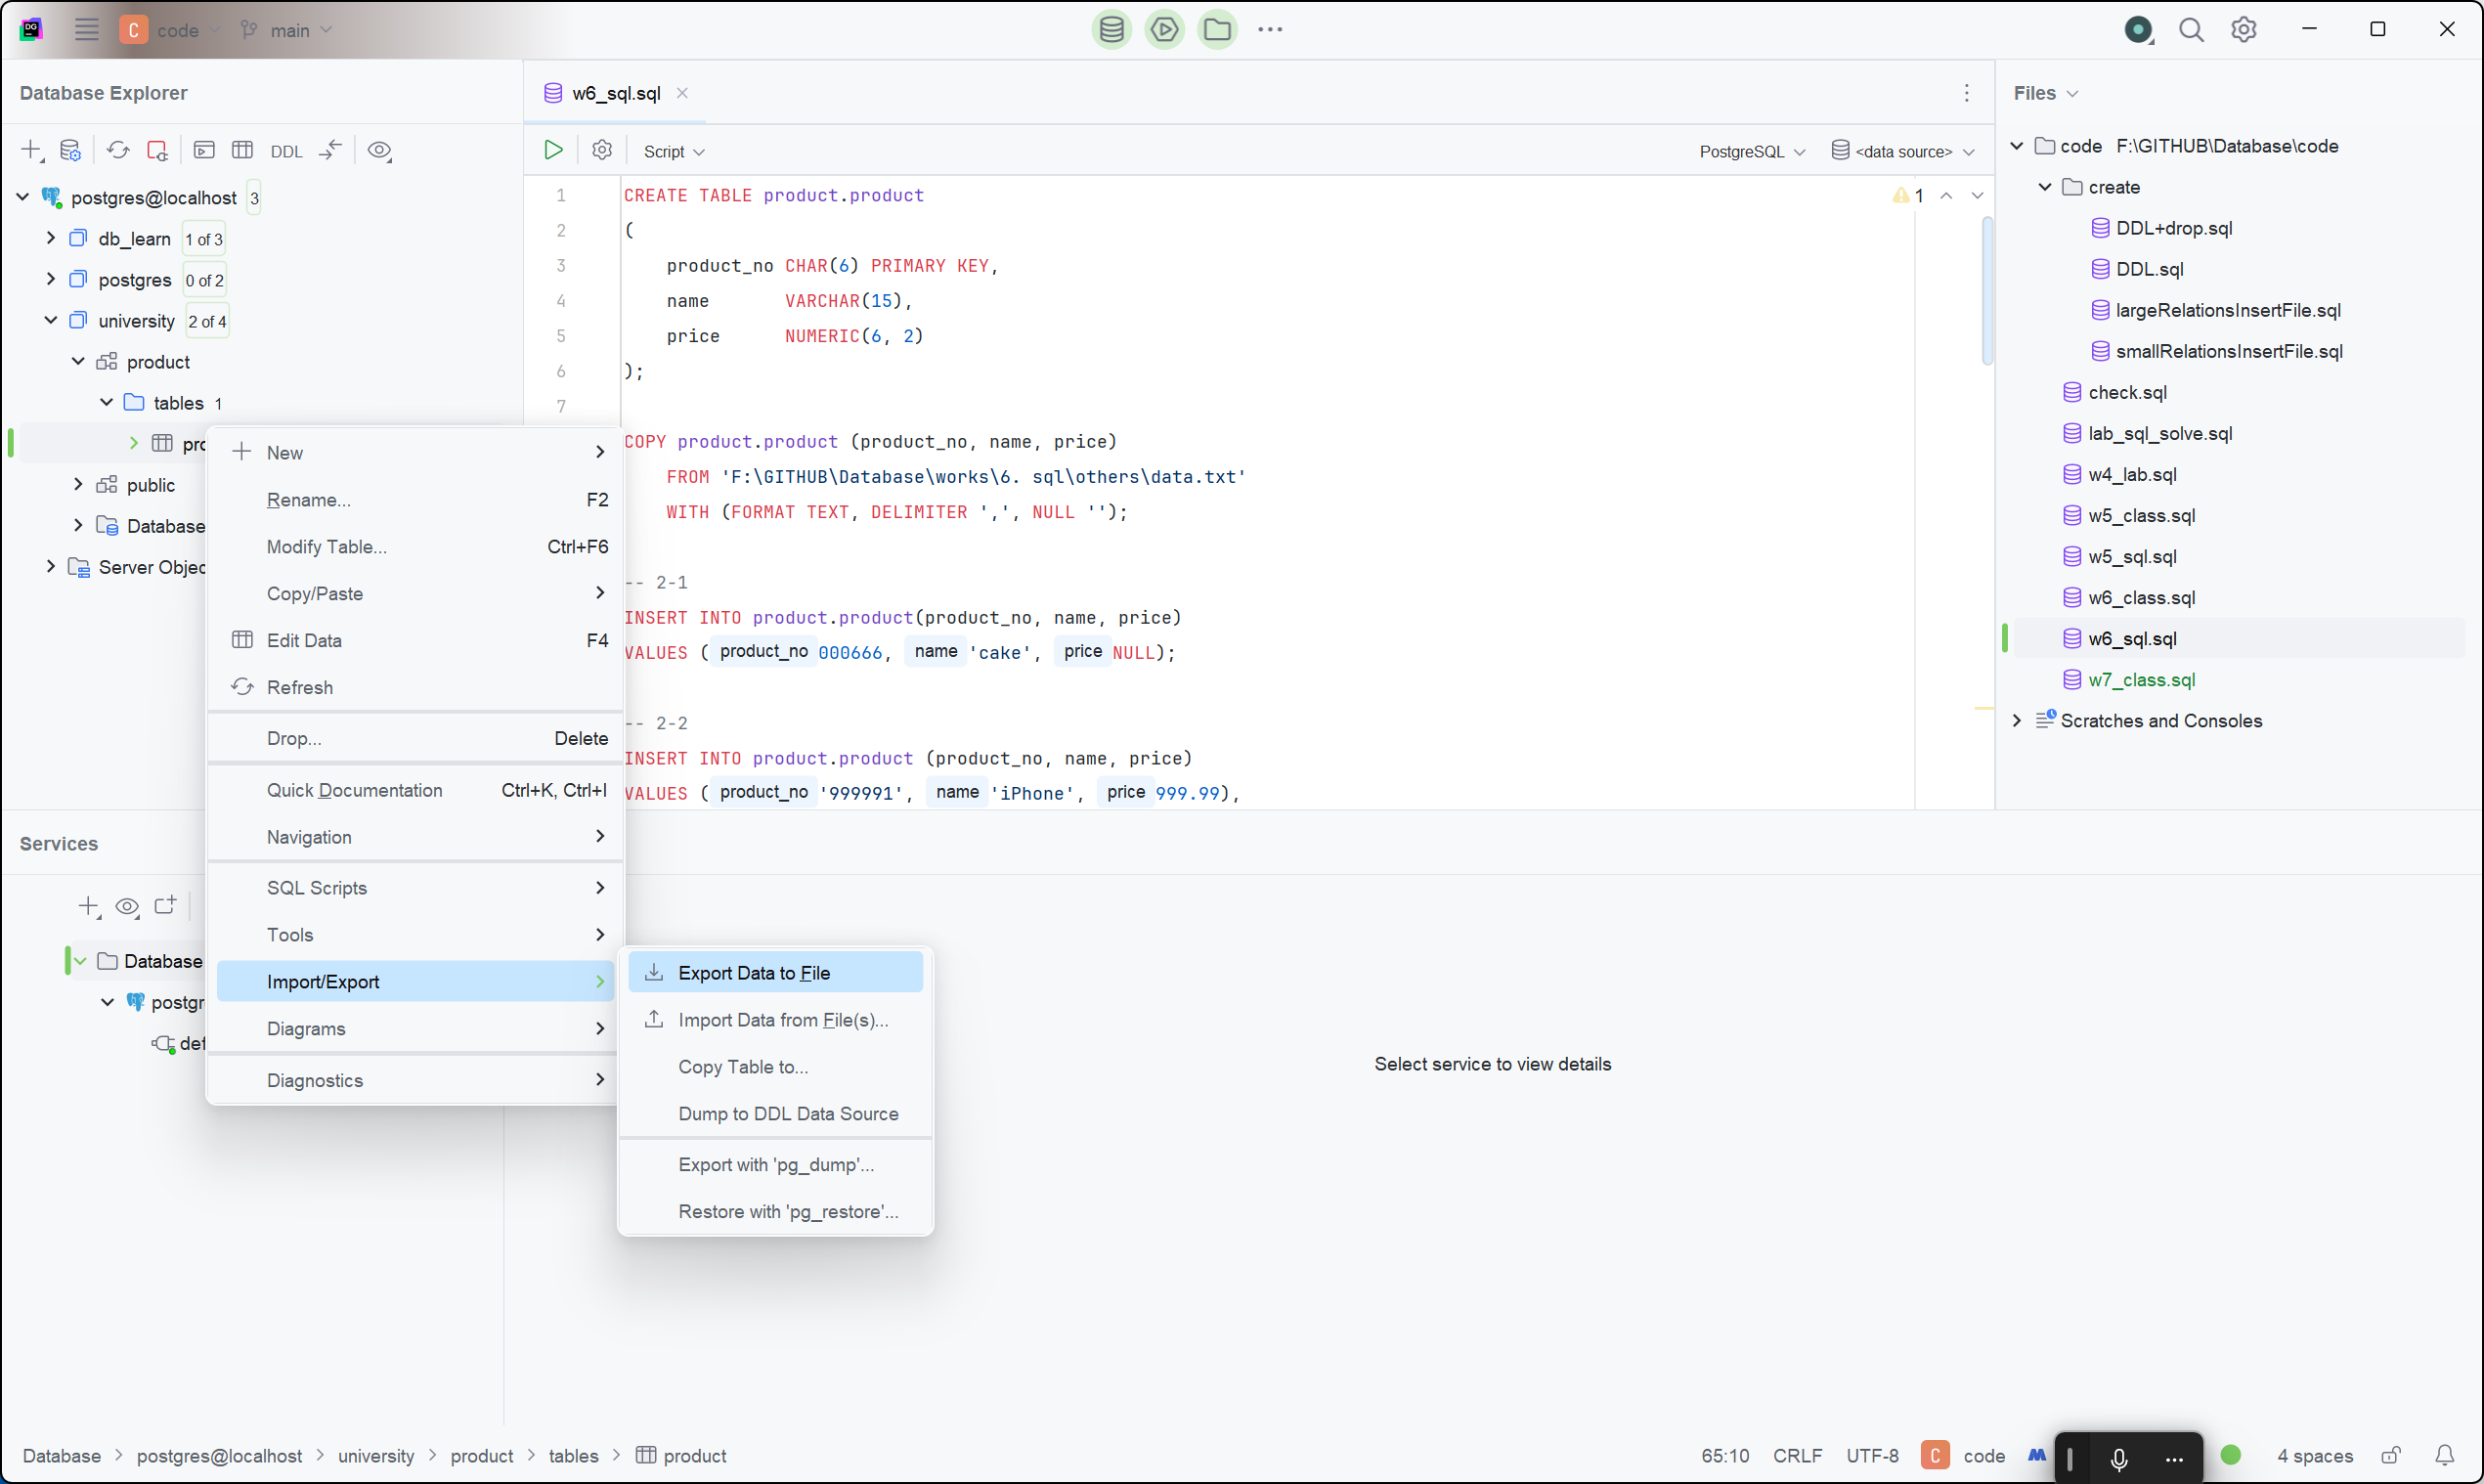 C code main
Database Explorer
w6_sql.sql
Files
DDL
Script
PostgreSQL
<data source>
postgres@localhost 3
db_learn 1 of 3
postgres 0 of 2
university 2 of 4
product
tables 1
public
Database
1 CREATE TABLE product.product
2 (
3 product_no CHAR(6) PRIMARY KEY,
4 name VARCHAR(15),
5 price NUMERIC(6, 2)
6 );
7
1
COPY product.product (product_no, name, price)
FROM 'F:\GITHUB\Database\works\6. sql\others\data.txt'
WITH (FORMAT TEXT, DELIMITER ',', NULL '');
-- 2-1
INSERT INTO product.product(product_no, name, price)
VALUES ( product_no 000666, name 'cake', price NULL);
-- 2-2
INSERT INTO product.product (product_no, name, price)
VALUES ( product_no '999991', name 'iPhone', price 999.99),
code F:\GITHUB\Database\code
create
DDL+drop.sql
DDL.sql
largeRelationsInsertFile.sql
smallRelationsInsertFile.sql
check.sql
lab_sql_solve.sql
w4_lab.sql
w5_class.sql
w5_sql.sql
w6_class.sql
w6_sql.sql
w7_class.sql
Scratches and Consoles
New
Rename... F2
Modify Table... Ctrl+F6
Copy/Paste
Edit Data F4
Refresh
Drop... Delete
Quick Documentation Ctrl+K, Ctrl+I
Navigation
SQL Scripts
Tools
Import/Export
Diagrams
Diagnostics
Export Data to File
Import Data from File(s)...
Copy Table to...
Dump to DDL Data Source
Export with 'pg_dump'...
Restore with 'pg_restore'...
Services
Database
Select service to view details
Database > postgres@localhost > university > product > tables > product
65:10 CRLF UTF-8 C code 4 spaces